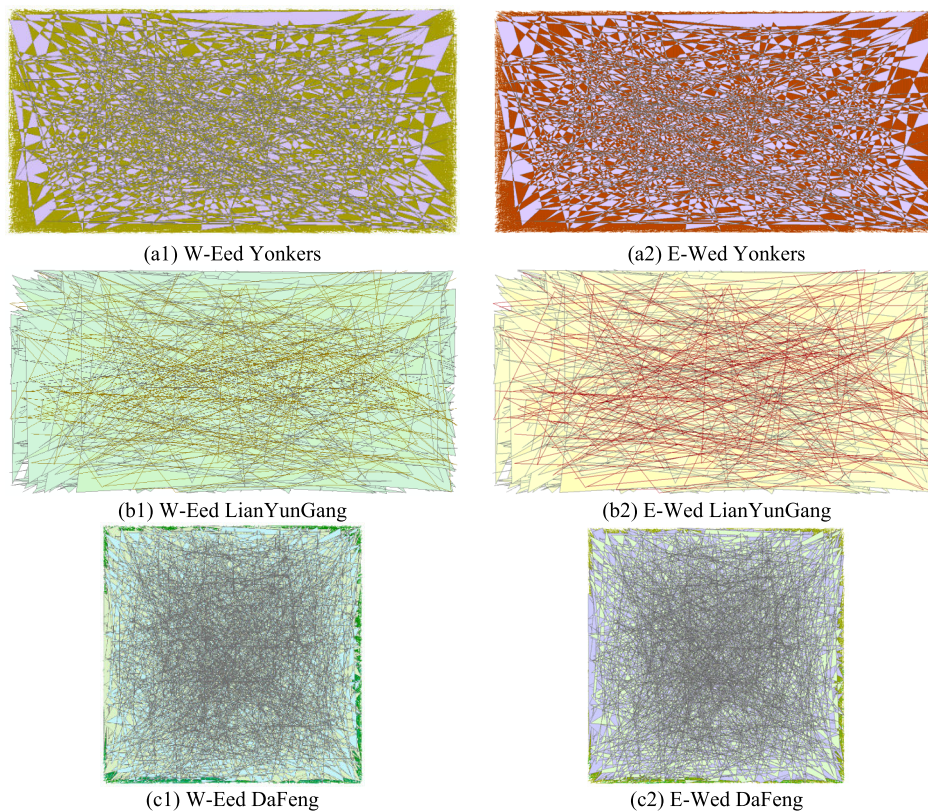 (a1) W-Eed Yonkers
(a2) E-Wed Yonkers
(b1) W-Eed LianYunGang
(b2) E-Wed LianYunGang
(c1) W-Eed DaFeng
(c2) E-Wed DaFeng